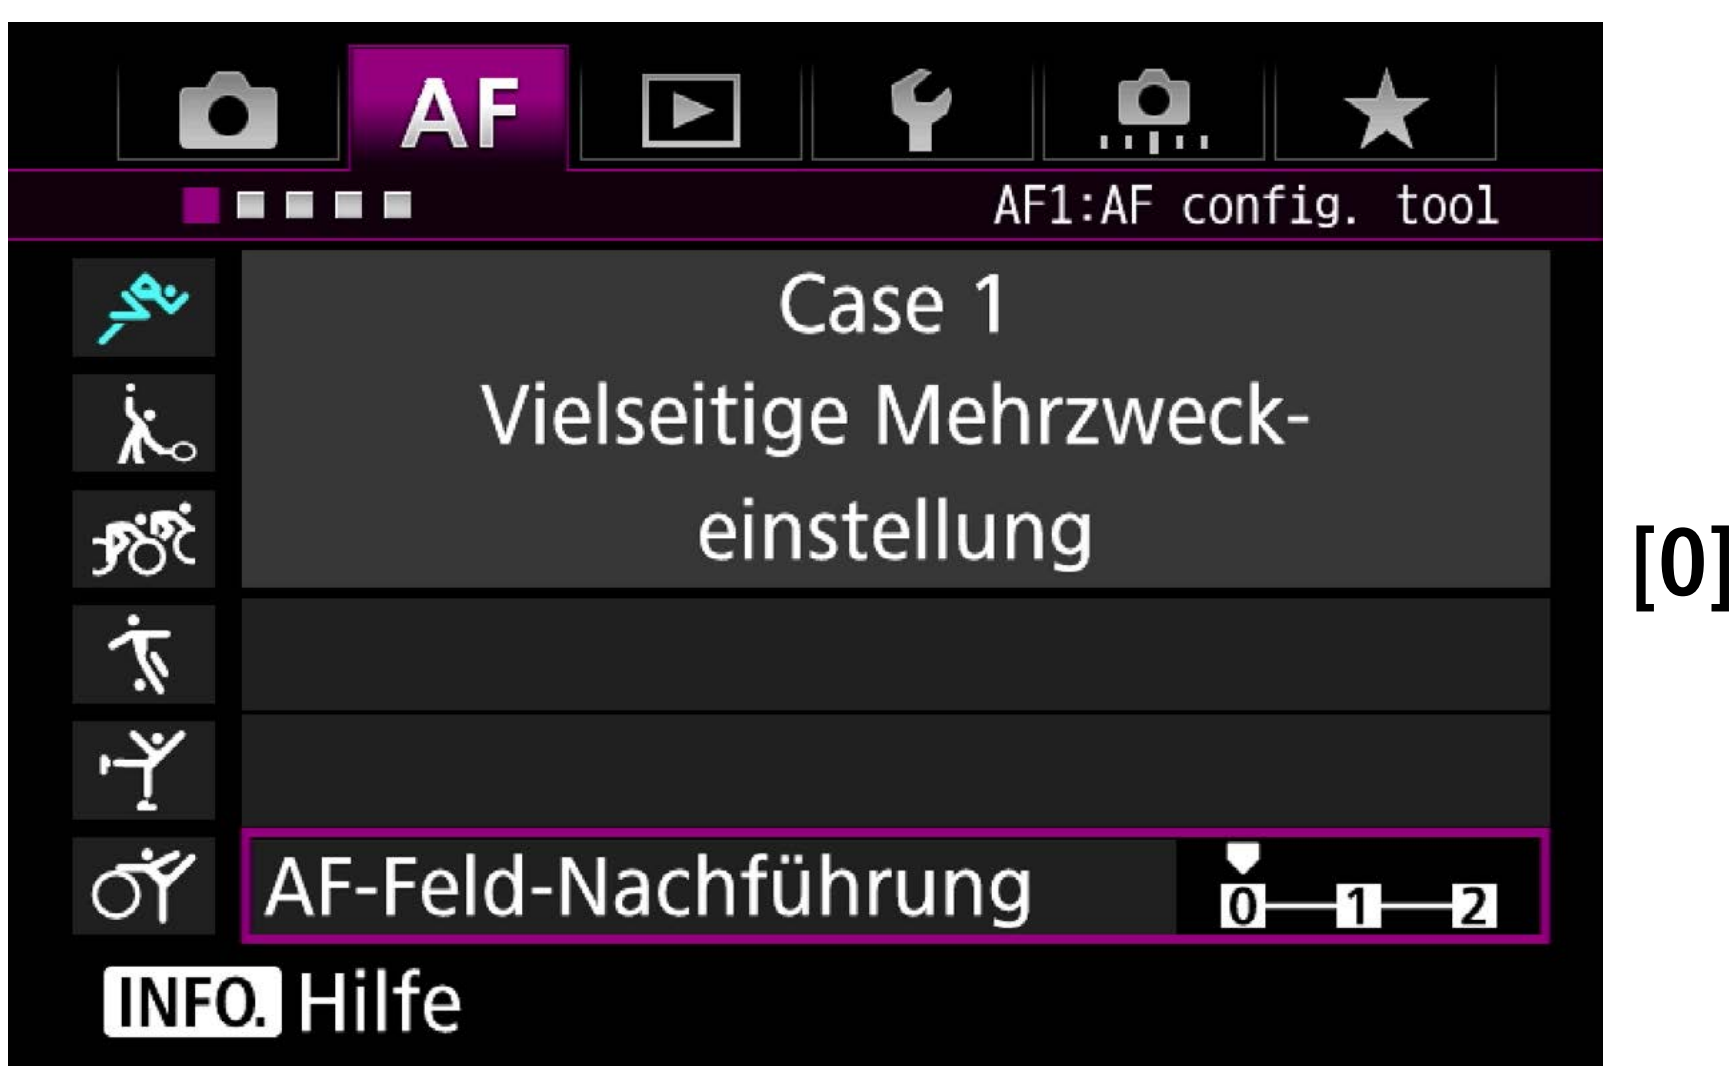 AF
AF1:AF config. tool
Case 1
Vielseitige Mehrzweck-
einstellung
[0]
AF-Feld-Nachführung 0 1 2
INFO. Hilfe